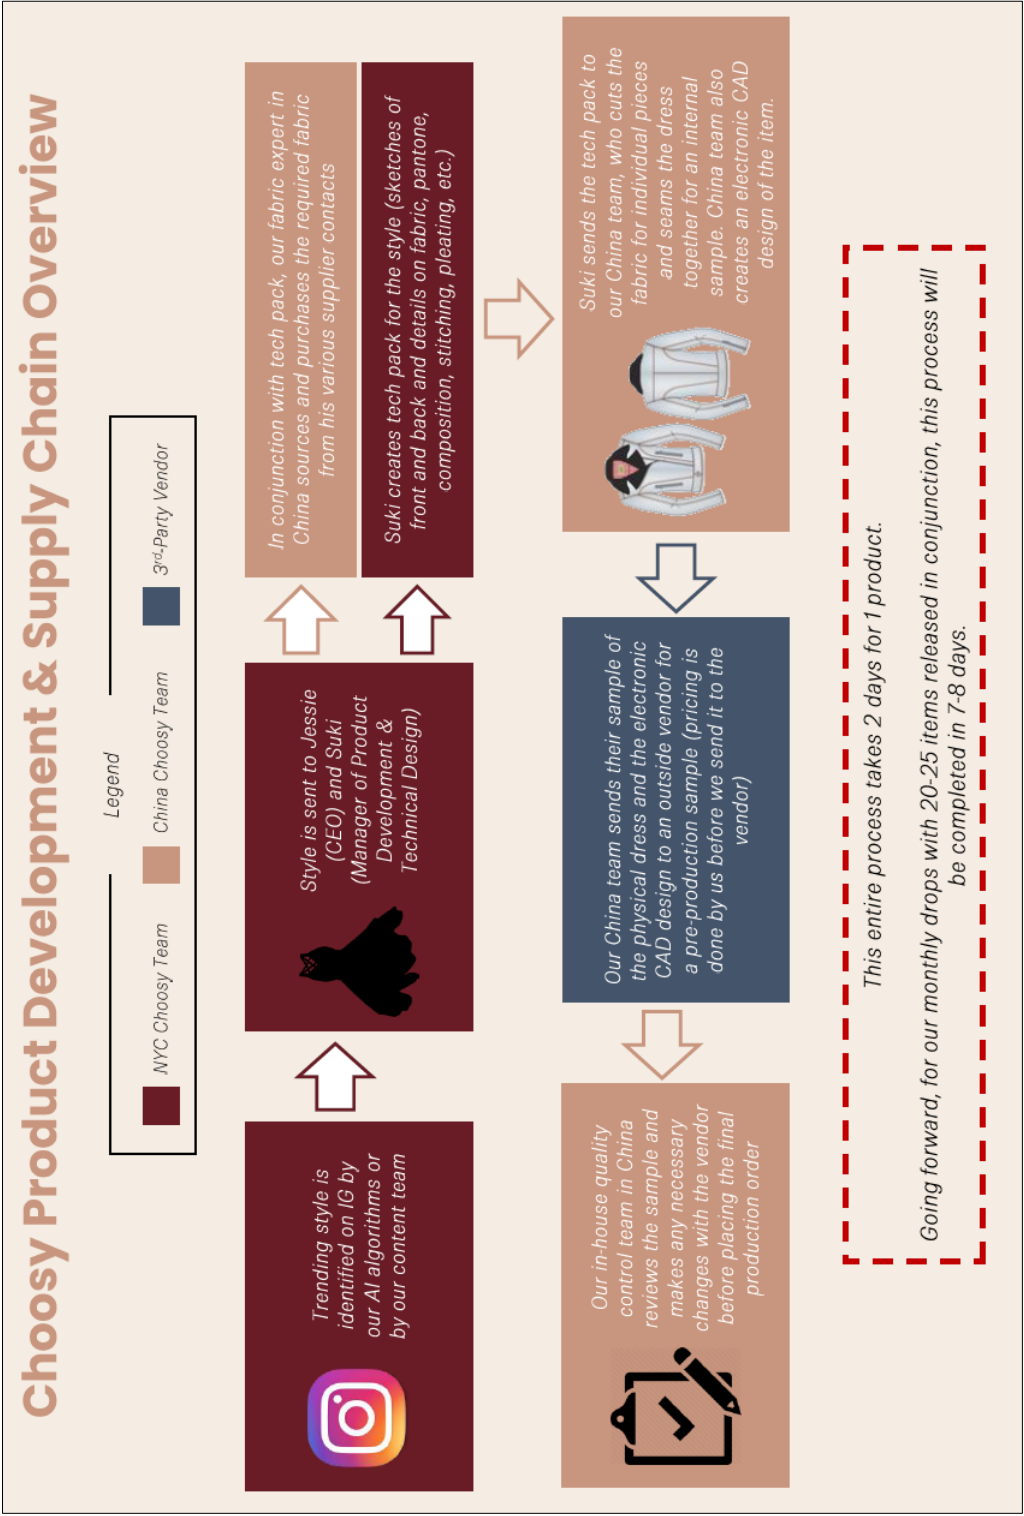 Choosy Product Development & Supply Chain Overview
Legend
NYC Choosy Team
China Choosy Team
3rd-Party Vendor
Trending style is
identified on IG by
our AI algorithms or
by our content team
Style is sent to Jessie
(CEO) and Suki
(Manager of Product
Development &
Technical Design)
In conjunction with tech pack, our fabric expert in
China sources and purchases the required fabric
from his various supplier contacts
Suki creates tech pack for the style (sketches of
front and back and details on fabric, pantone,
composition, stitching, pleating, etc.)
Suki sends the tech pack to
our China team, who cuts the
fabric for individual pieces
and seams the dress
together for an internal
sample. China team also
creates an electronic CAD
design of the item.
Our China team sends their sample of
the physical dress and the electronic
CAD design to an outside vendor for
a pre-production sample (pricing is
done by us before we send it to the
vendor)
Our in-house quality
control team in China
reviews the sample and
makes any necessary
changes with the vendor
before placing the final
production order
This entire process takes 2 days for 1 product.
Going forward, for our monthly drops with 20-25 items released in conjunction, this process will
be completed in 7-8 days.